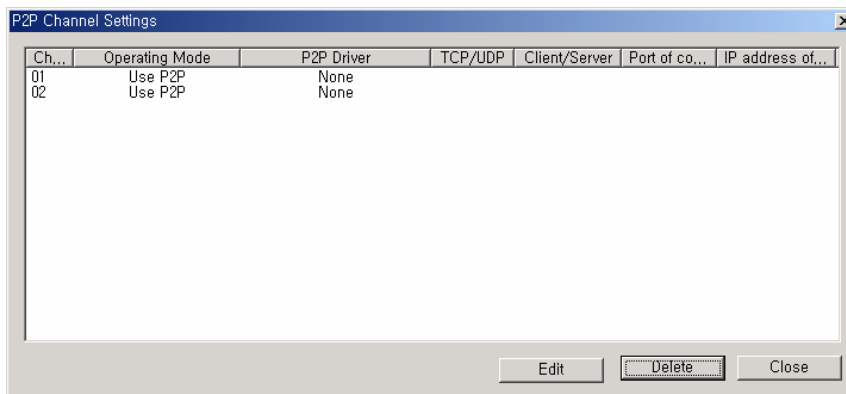 P2P Channel Settings
Ch... Operating Mode P2P Driver TCP/UDP Client/Server Port of co... IP address of...
01 Use P2P None
02 Use P2P None
Edit Delete Close